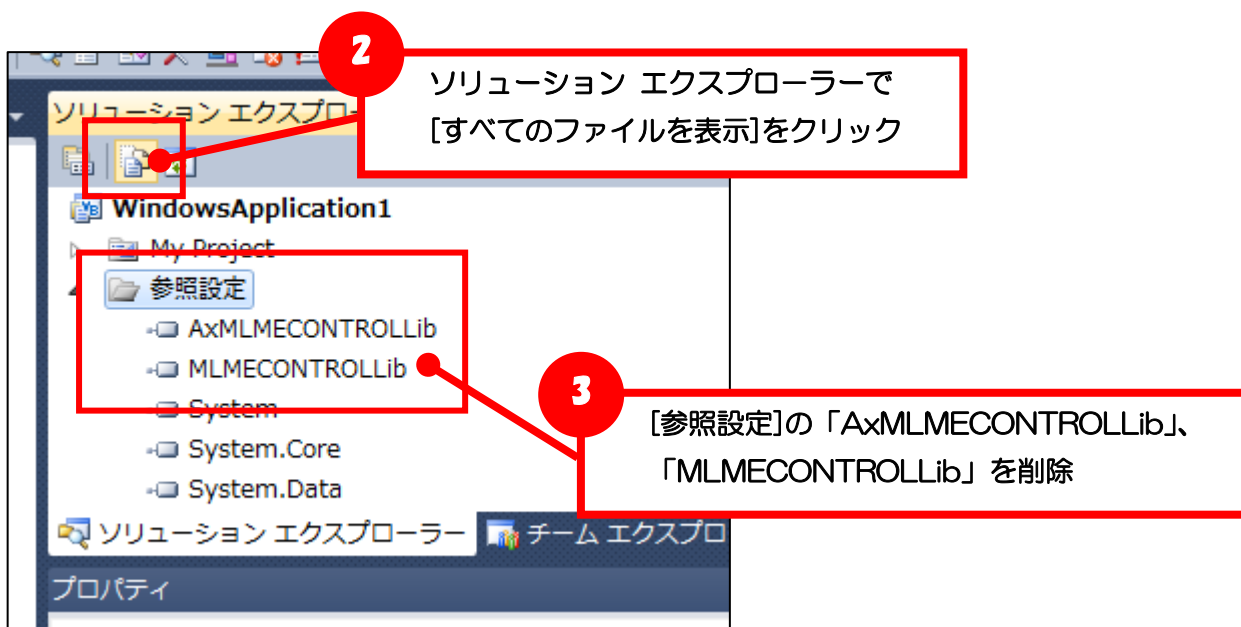 2
ソリューション エクスプローラーで
[すべてのファイルを表示]をクリック
ソリューション エクスプロー
WindowsApplication1
My Project
参照設定
AxMLMECONTROLLib
MLMECONTROLLib
3
[参照設定]の「AxMLMECONTROLLib」、
「MLMECONTROLLib」を削除
System
System.Core
System.Data
ソリューション エクスプローラー
チーム エクスプロ
プロパティ